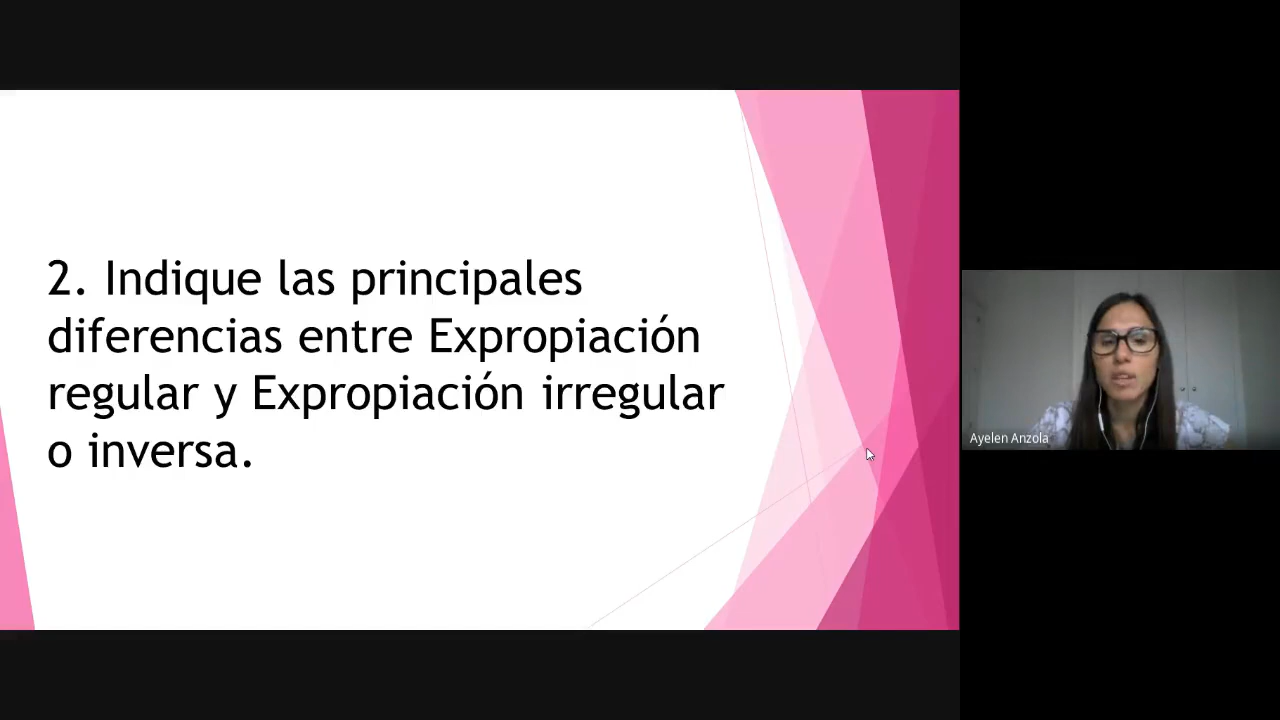 2. Indique las principales
diferencias entre Expropiación
regular y Expropiación irregular
o inversa.
Ayelen Anzola